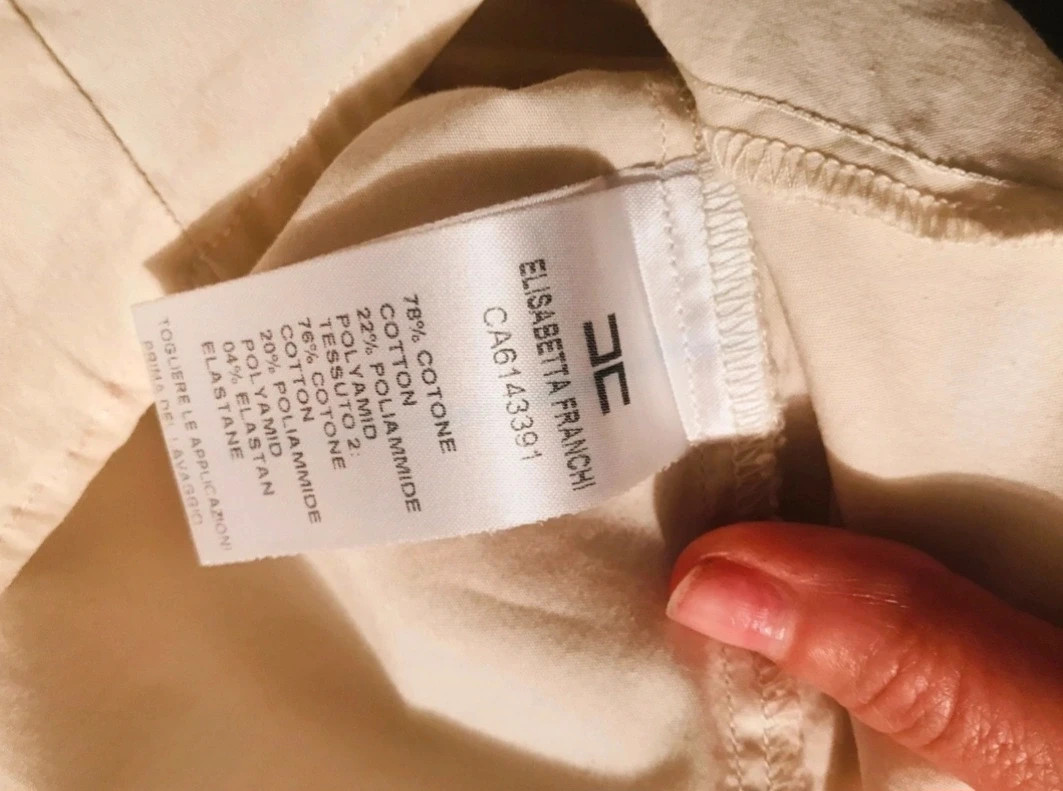 ELISABETTA FRANCHI
CA6143391
78% COTONE
COTTON
22% POLIAMMIDE
POLYAMID
TESSUTO 2:
76% COTONE
COTTON
20% POLIAMMIDE
POLYAMID
04% ELASTAN
ELASTANE
TOGLIERE LE APPLICAZIONI
PRIMA DEL LAVAGGIO